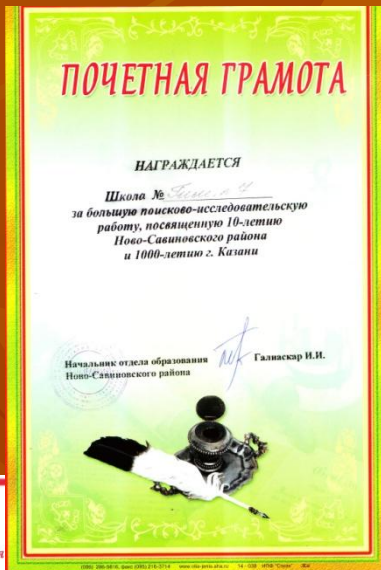 ПОЧЕТНАЯ ГРАМОТА
НАГРАЖДАЕТСЯ
Школа №
за большую поисково-исследовательскую
работу, посвященную 10-летию
Ново-Савиновского района
и 1000-летию г. Казани
Начальник отдела образования Галиаскар И.И.
Ново-Савиновского района